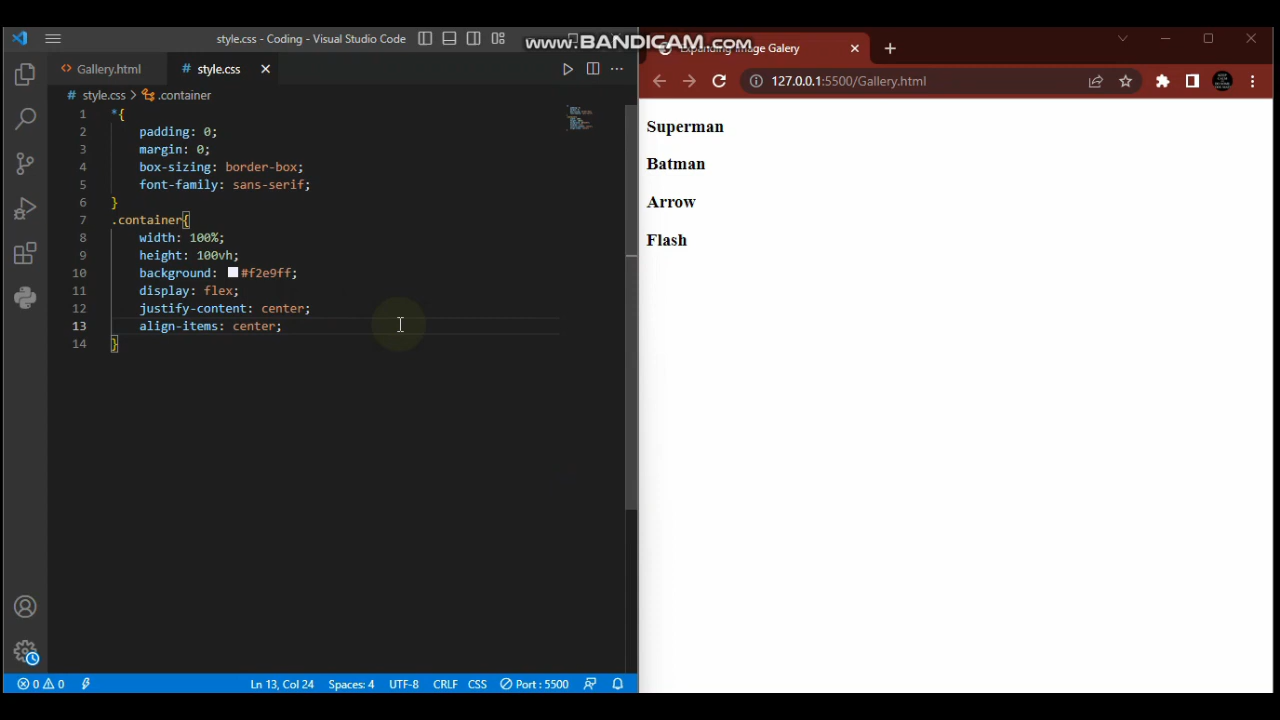 style.css - Coding - Visual Studio Code
www.BANDICAM.com
Expanding Image Galery
Gallery.html
# style.css
127.0.0.1:5500/Gallery.html
# style.css > .container
1 *{
2 padding: 0;
3 margin: 0;
4 box-sizing: border-box;
5 font-family: sans-serif;
6 }
7 .container{
8 width: 100%;
9 height: 100vh;
10 background: #f2e9ff;
11 display: flex;
12 justify-content: center;
13 align-items: center;
14 }
Superman
Batman
Arrow
Flash
0 0 Ln 13, Col 24 Spaces: 4 UTF-8 CRLF CSS Port : 5500